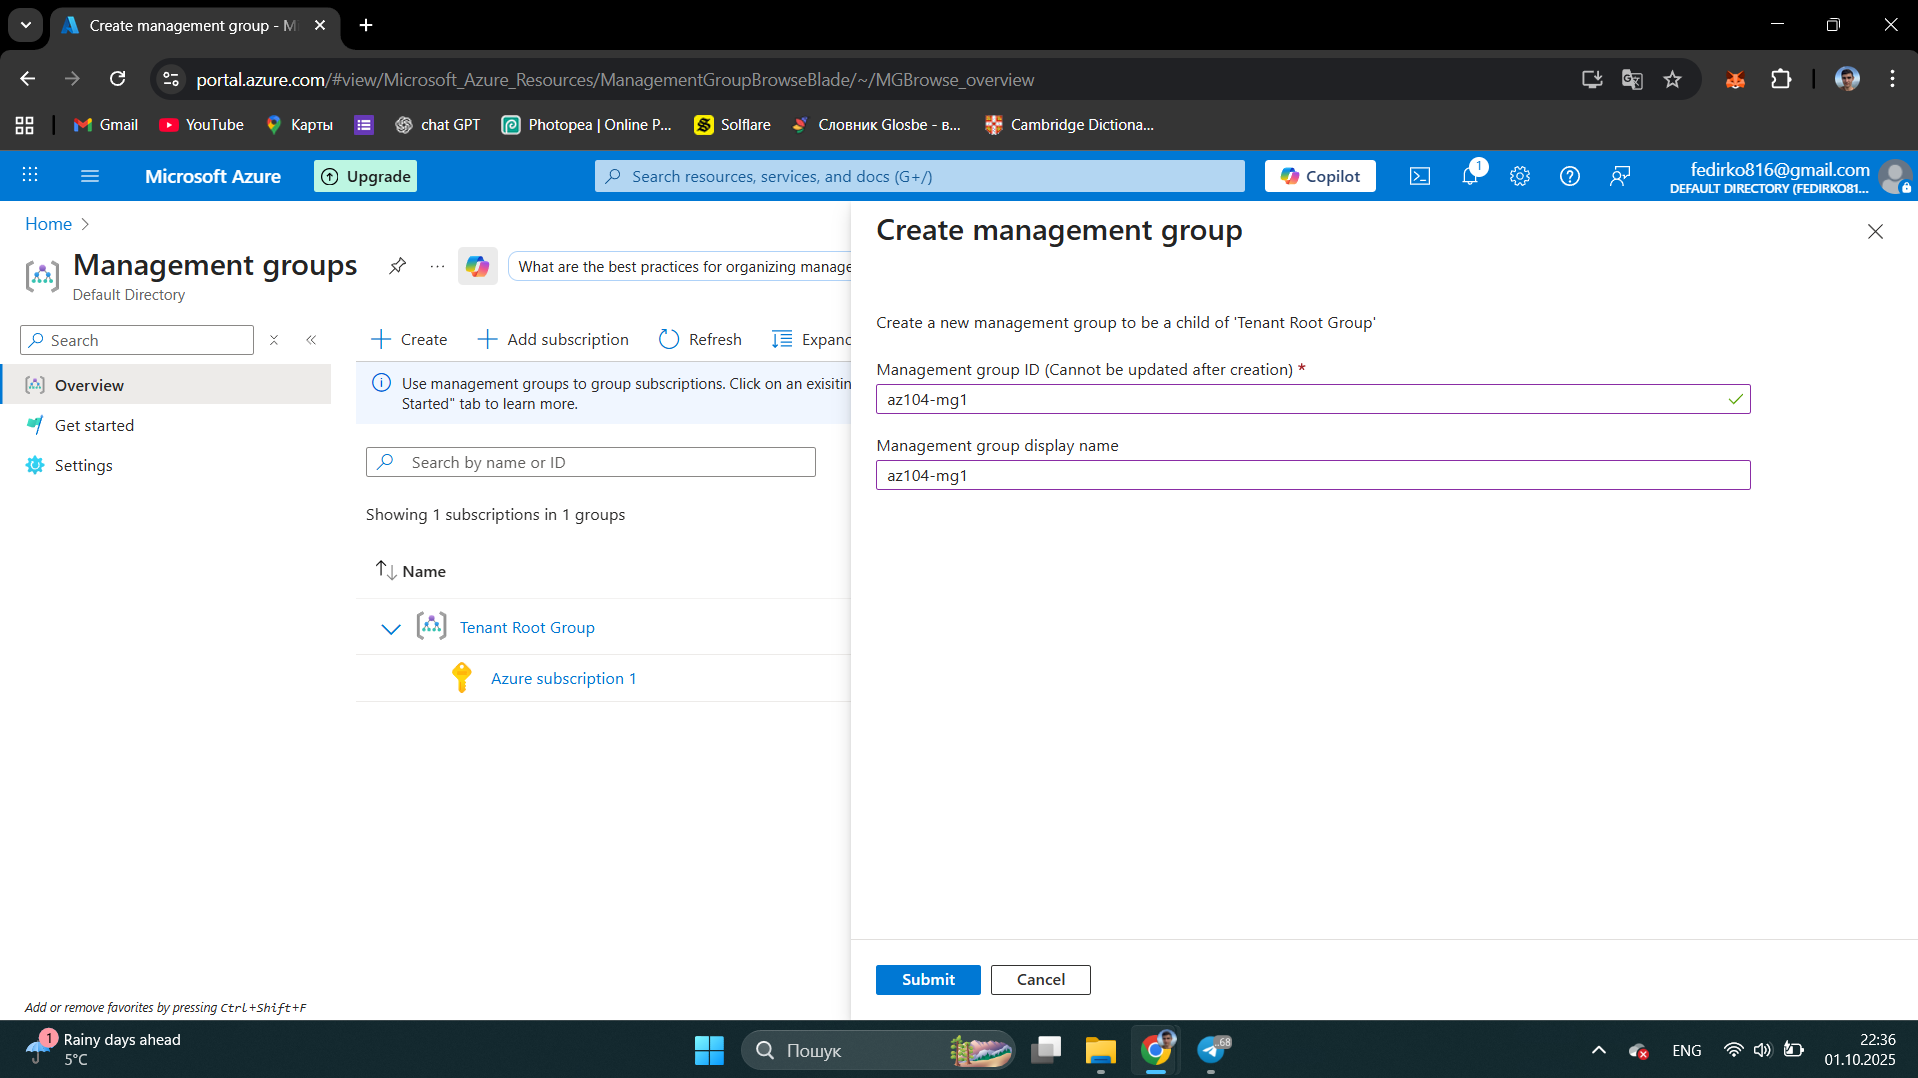 Create management group - M
portal.azure.com/#view/Microsoft_Azure_Resources/ManagementGroupBrowseBlade/~/MGBrowse_overview
Gmail
YouTube
Карты
chat GPT
Photopea | Online P...
Solflare
Словник Glosbe - в...
Cambridge Dictiona...
Microsoft Azure
Upgrade
Search resources, services, and docs (G+/)
Copilot
1
fedirko816@gmail.com
DEFAULT DIRECTORY (FEDIRKO81...
Home
Management groups
...
What are the best practices for organizing manage
Default Directory
Search
Overview
Get started
Settings
Create
Add subscription
Refresh
Expand
Use management groups to group subscriptions. Click on an exisitin
Started" tab to learn more.
Search by name or ID
Showing 1 subscriptions in 1 groups
Name
Tenant Root Group
Azure subscription 1
Create management group
Create a new management group to be a child of 'Tenant Root Group'
Management group ID (Cannot be updated after creation) *
az104-mg1
Management group display name
az104-mg1
Submit
Cancel
Add or remove favorites by pressing Ctrl+Shift+F
1
Rainy days ahead
5°C
Пошук
68
ENG
22:36
01.10.2025